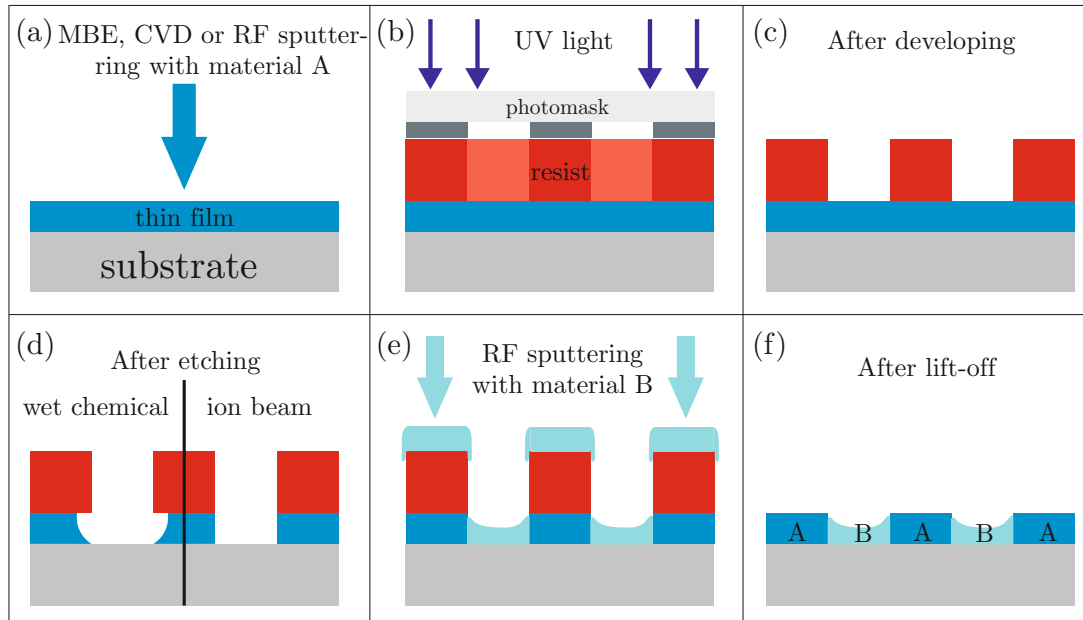 (a)
MBE, CVD or RF sputter-
ring with material A
thin film
substrate
(b)
UV light
photomask
resist
(c)
After developing
(d)
After etching
wet chemical
ion beam
(e)
RF sputtering
with material B
(f)
After lift-off
A B A B A